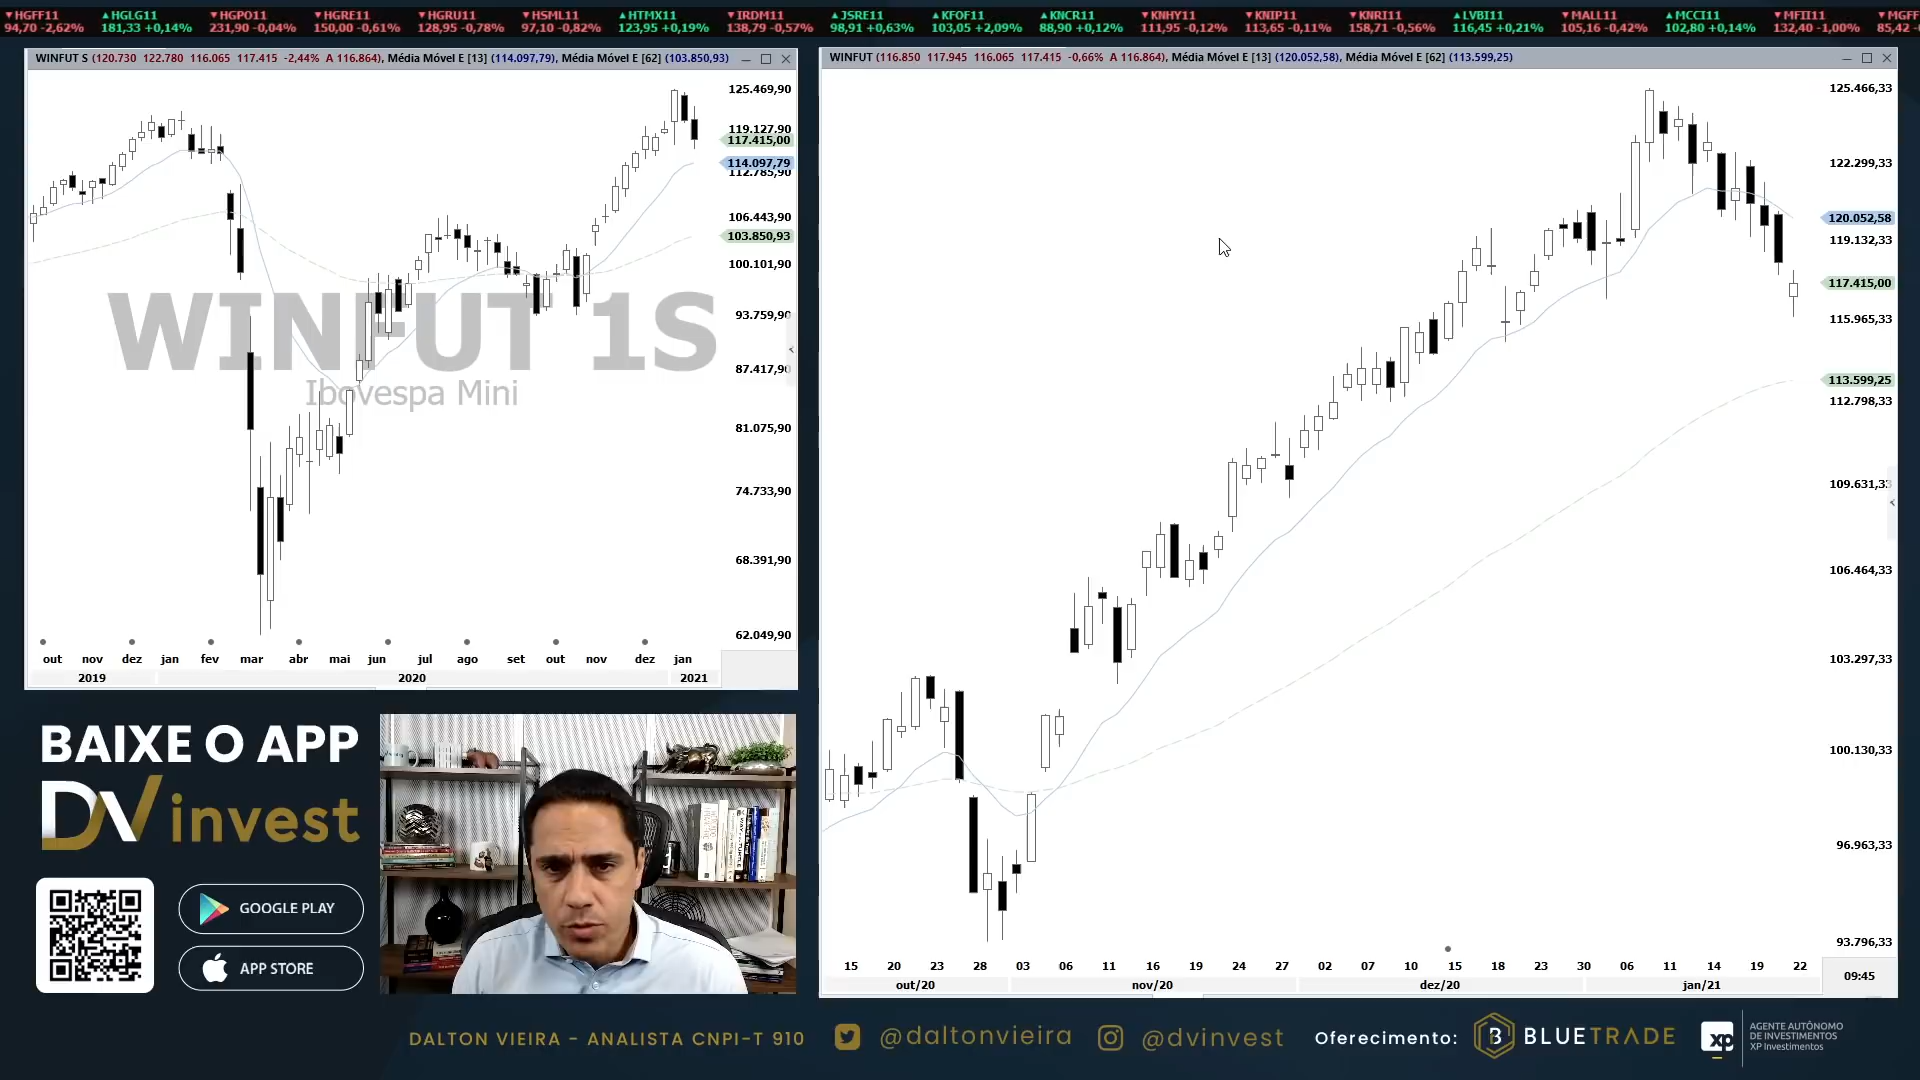 ▼HGFF11 ▲HGLG11 ▼HGPO11 ▼HGRE11 ▼HGRU11 ▼HSML11 ▲HTMX11 ▼IRDM11 ▲JSRE11 ▲KFOF11 ▲KNCR11 ▼KNHY11 ▼KNIP11 ▼KNRI11 ▲LVBI11 ▼MALL11 ▲MCCI11 ▼MFII11 ▼MGFF
94,70 -2,62% 181,33 +0,14% 231,90 -0,04% 150,00 -0,61% 128,95 -0,78% 97,10 -0,82% 123,95 +0,19% 138,79 -0,57% 98,91 +0,63% 103,05 +2,09% 88,90 +0,12% 111,95 -0,12% 113,65 -0,11% 158,71 -0,56% 116,45 +0,21% 105,16 -0,42% 102,80 +0,14% 132,40 -1,00% 85,42 -
WINFUT S (120.730 122.780 116.065 117.415 -2,44% A 116.864), Média Móvel E [13] (114.097,79), Média Móvel E [62] (103.850,93)
125.469,90
119.127,90
117.415,00
114.097,79
112.785,90
106.443,90
103.850,93
100.101,90
93.759,90
87.417,90
81.075,90
74.733,90
68.391,90
62.049,90
WINFUT 1S
Ibovespa Mini
out nov dez jan fev mar abr mai jun jul ago set out nov dez jan
2019 2020 2021
WINFUT (116.850 117.945 116.065 117.415 -0,66% A 116.864), Média Móvel E [13] (120.052,58), Média Móvel E [62] (113.599,25)
125.466,33
122.299,33
120.052,58
119.132,33
117.415,00
115.965,33
113.599,25
112.798,33
109.631,33
106.464,33
103.297,33
100.130,33
96.963,33
93.796,33
15 20 23 28 03 06 11 16 19 24 27 02 07 10 15 18 23 30 06 11 14 19 22
out/20 nov/20 dez/20 jan/21
09:45
BAIXE O APP
DV invest
GOOGLE PLAY
APP STORE
DALTON VIEIRA - ANALISTA CNPI-T 910 @daltonvieira @dvinvest Oferecimento: BLUETRADE xp
AGENTE AUTÔNOMO
DE INVESTIMENTOS
XP Investimentos